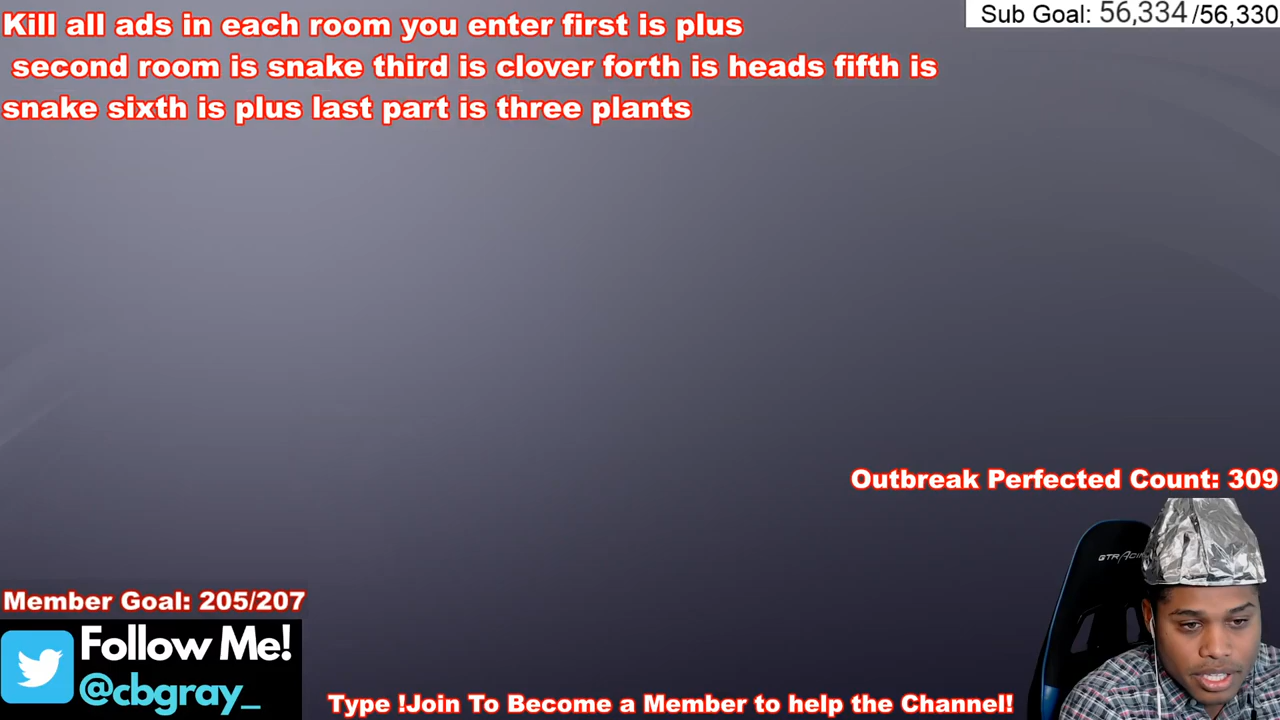 Kill all ads in each room you enter first is plus
second room is snake third is clover forth is heads fifth is
snake sixth is plus last part is three plants
Sub Goal: 56,334/56,330
Outbreak Perfected Count: 309
GTRACING
Member Goal: 205/207
Follow Me!
@cbgray_
Type !Join To Become a Member to help the Channel!